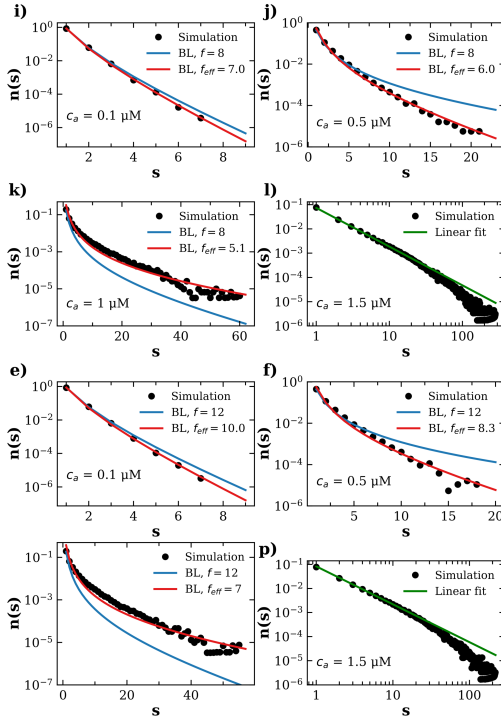 i)
n(s)
10⁰
10⁻²
10⁻⁴
10⁻⁶
Simulation
BL, f = 8
BL, f_eff = 7.0
c_a = 0.1 μM
2 4 6 8
s
j)
n(s)
10⁰
10⁻²
10⁻⁴
10⁻⁶
Simulation
BL, f = 8
BL, f_eff = 6.0
c_a = 0.5 μM
0 5 10 15 20
s
k)
n(s)
10⁻¹
10⁻³
10⁻⁵
10⁻⁷
Simulation
BL, f = 8
BL, f_eff = 5.1
c_a = 1 μM
0 20 40 60
s
l)
n(s)
10⁻¹
10⁻²
10⁻³
10⁻⁴
10⁻⁵
10⁻⁶
Simulation
Linear fit
c_a = 1.5 μM
1 10 100
s
e)
n(s)
10⁰
10⁻²
10⁻⁴
10⁻⁶
Simulation
BL, f = 12
BL, f_eff = 10.0
c_a = 0.1 μM
2 4 6 8
s
f)
n(s)
10⁰
10⁻²
10⁻⁴
10⁻⁶
Simulation
BL, f = 12
BL, f_eff = 8.3
c_a = 0.5 μM
0 5 10 15 20
s
n(s)
10⁻¹
10⁻³
10⁻⁵
10⁻⁷
Simulation
BL, f = 12
BL, f_eff = 7
0 20 40
s
p)
n(s)
10⁻¹
10⁻²
10⁻³
10⁻⁴
10⁻⁵
10⁻⁶
Simulation
Linear fit
c_a = 1.5 μM
1 10 100
s